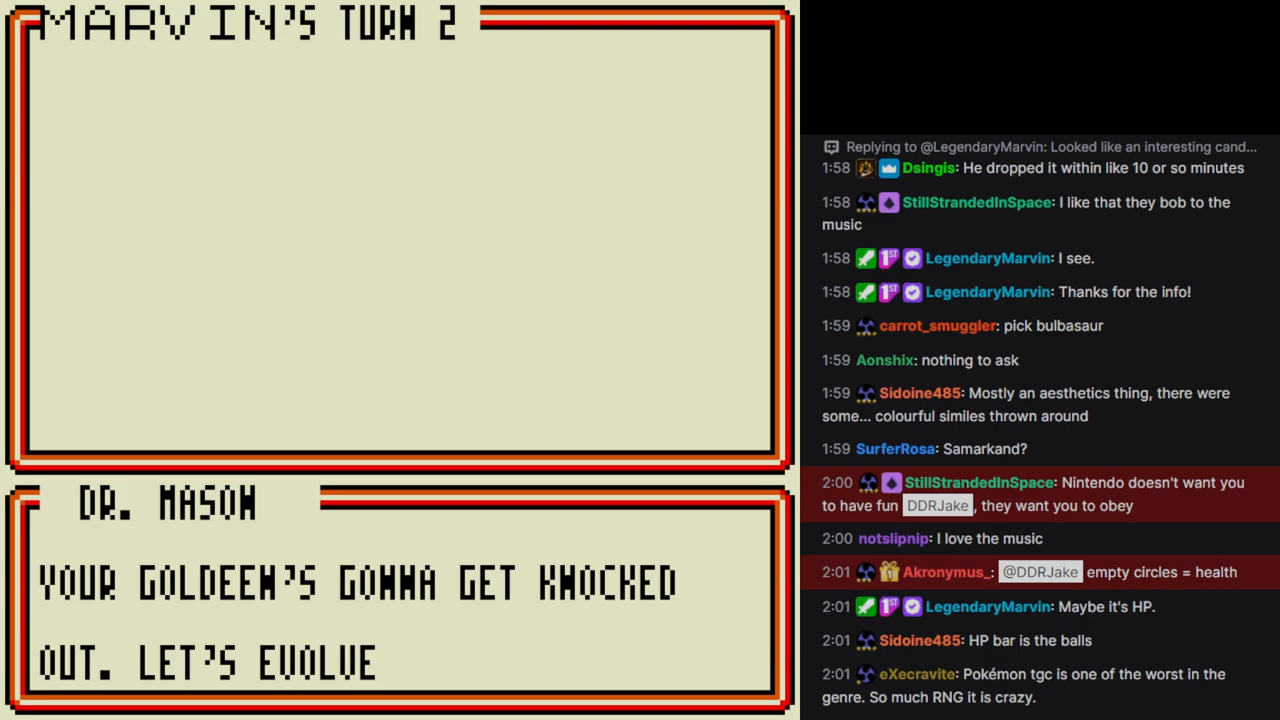 MARVIN'S TURN 2
DR. MASON
YOUR GOLDEEN'S GONNA GET KNOCKED
OUT. LET'S EVOLVE
Replying to @LegendaryMarvin: Looked like an interesting cand...
1:58 Dsingis: He dropped it within like 10 or so minutes
1:58 StillStrandedInSpace: I like that they bob to the
music
1:58 1ST LegendaryMarvin: I see.
1:58 1ST LegendaryMarvin: Thanks for the info!
1:59 carrot_smuggler: pick bulbasaur
1:59 Aonshix: nothing to ask
1:59 Sidoine485: Mostly an aesthetics thing, there were
some... colourful similes thrown around
1:59 SurferRosa: Samarkand?
2:00 StillStrandedInSpace: Nintendo doesn't want you
to have fun DDRJake, they want you to obey
2:00 notslipnip: I love the music
2:01 Akronymus_: @DDRJake empty circles = health
2:01 1ST LegendaryMarvin: Maybe it's HP.
2:01 Sidoine485: HP bar is the balls
2:01 eXecravite: Pokémon tgc is one of the worst in the
genre. So much RNG it is crazy.